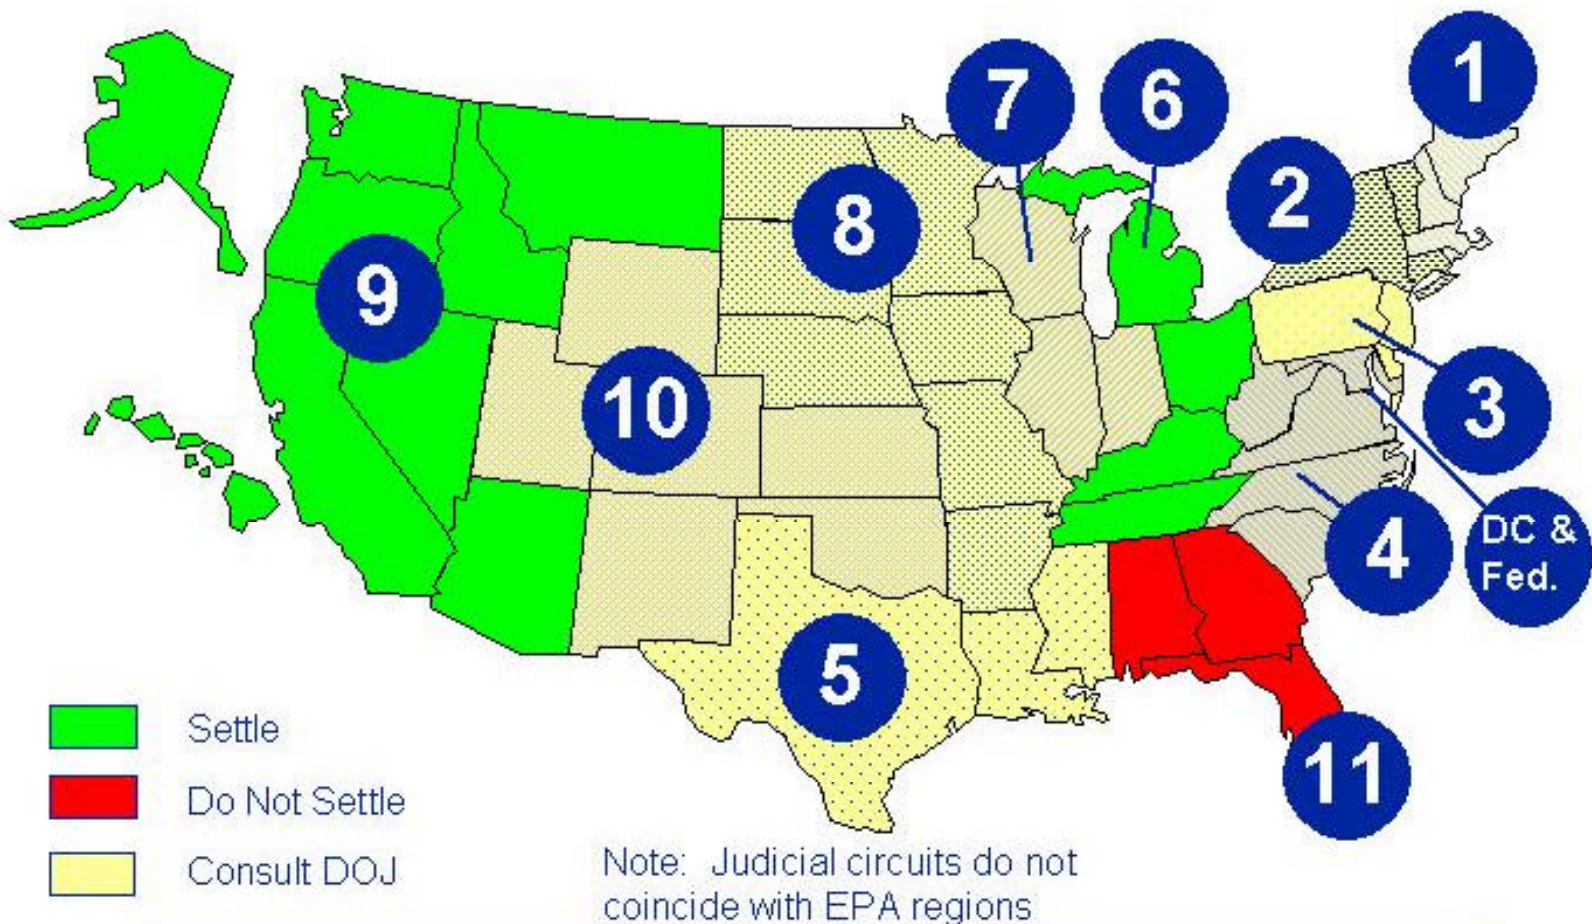 1
7
6
2
8
9
10
3
DC &
Fed.
4
5
11
Settle
Do Not Settle
Consult DOJ
Note: Judicial circuits do not
coincide with EPA regions